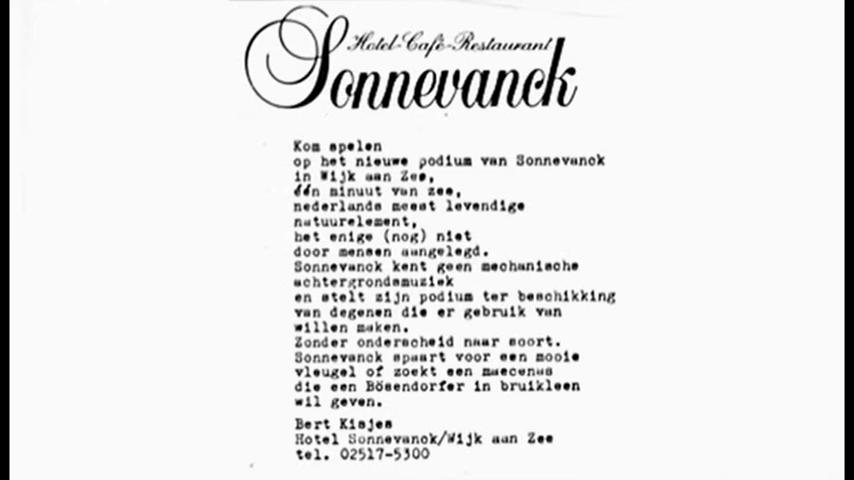 Hotel-Café-Restaurant
Sonnevanck
Kom spelen
op het nieuwe podium van Sonnevanck
in Wijk aan Zee,
één minuut van zee,
nederlands meest levendige
natuurelement,
het enige (nog) niet
door mensen aangelegd.
Sonnevanck kent geen mechanische
achtergrondsmuziek
en stelt zijn podium ter beschikking
van degenen die er gebruik van
willen maken.
Zonder onderscheid naar soort.
Sonnevanck spaart voor een mooie
vleugel of zoekt een maecenas
die een Bösendorfer in bruikleen
wil geven.
Bert Kisjes
Hotel Sonnevanck/Wijk aan Zee
tel. 02517-5300